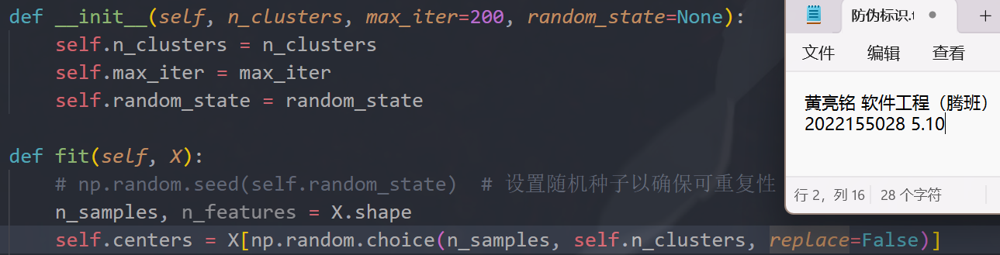 def __init__(self, n_clusters, max_iter=200, random_state=None):
    self.n_clusters = n_clusters
    self.max_iter = max_iter
    self.random_state = random_state
def fit(self, X):
    # np.random.seed(self.random_state)  # 设置随机种子以确保可重复性
    n_samples, n_features = X.shape
    self.centers = X[np.random.choice(n_samples, self.n_clusters, replace=False)]
防伪标识.t
文件 编辑 查看
黄亮铭 软件工程（腾班）
2022155028 5.10
行 2，列 16 28 个字符